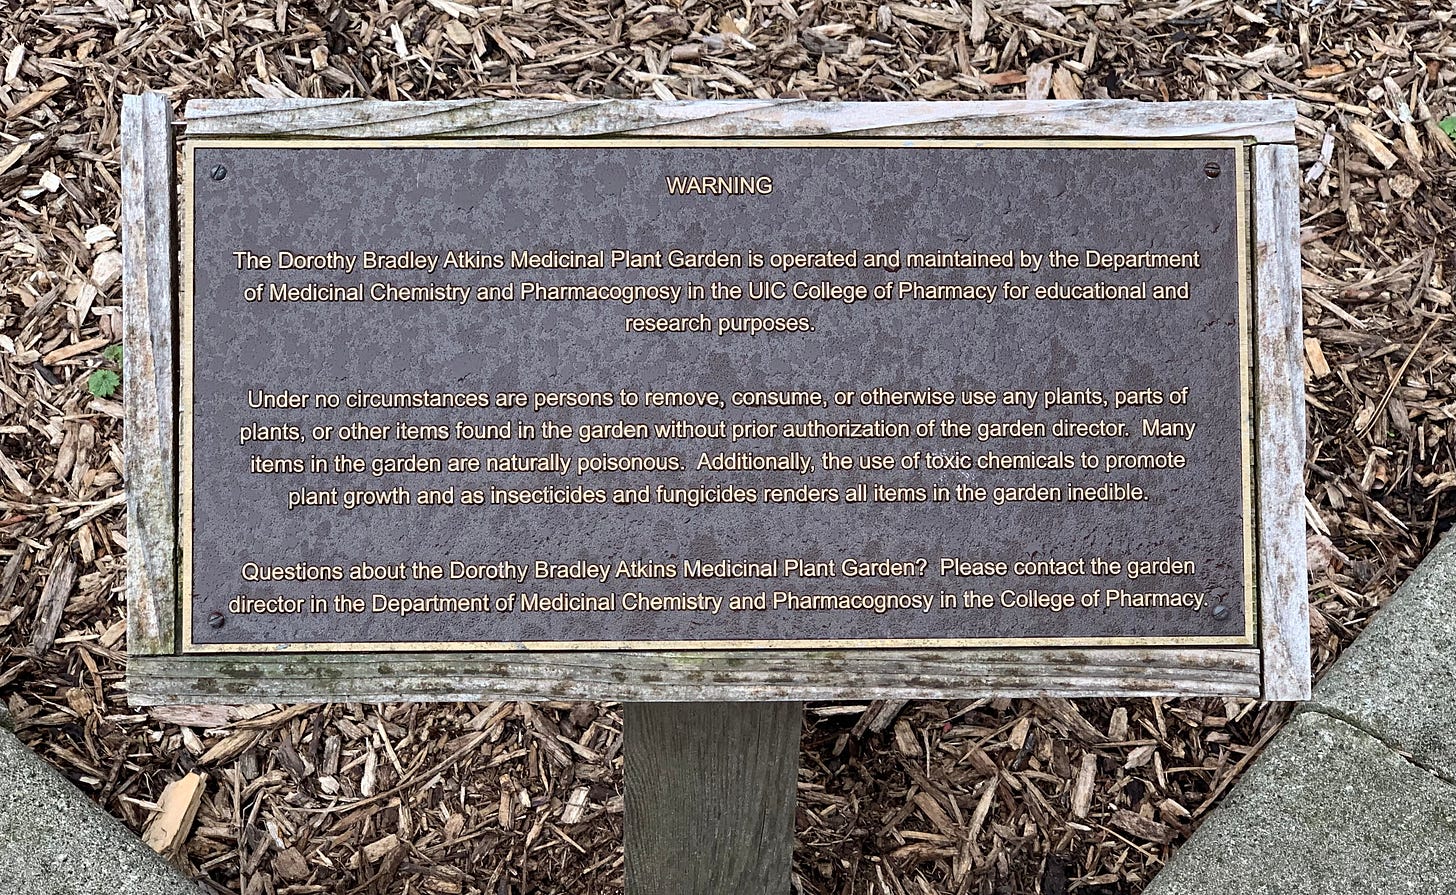 WARNING
The Dorothy Bradley Atkins Medicinal Plant Garden is operated and maintained by the Department
of Medicinal Chemistry and Pharmacognosy in the UIC College of Pharmacy for educational and
research purposes.
Under no circumstances are persons to remove, consume, or otherwise use any plants, parts of
plants, or other items found in the garden without prior authorization of the garden director.  Many
items in the garden are naturally poisonous.  Additionally, the use of toxic chemicals to promote
plant growth and as insecticides and fungicides renders all items in the garden inedible.
Questions about the Dorothy Bradley Atkins Medicinal Plant Garden?  Please contact the garden
director in the Department of Medicinal Chemistry and Pharmacognosy in the College of Pharmacy.